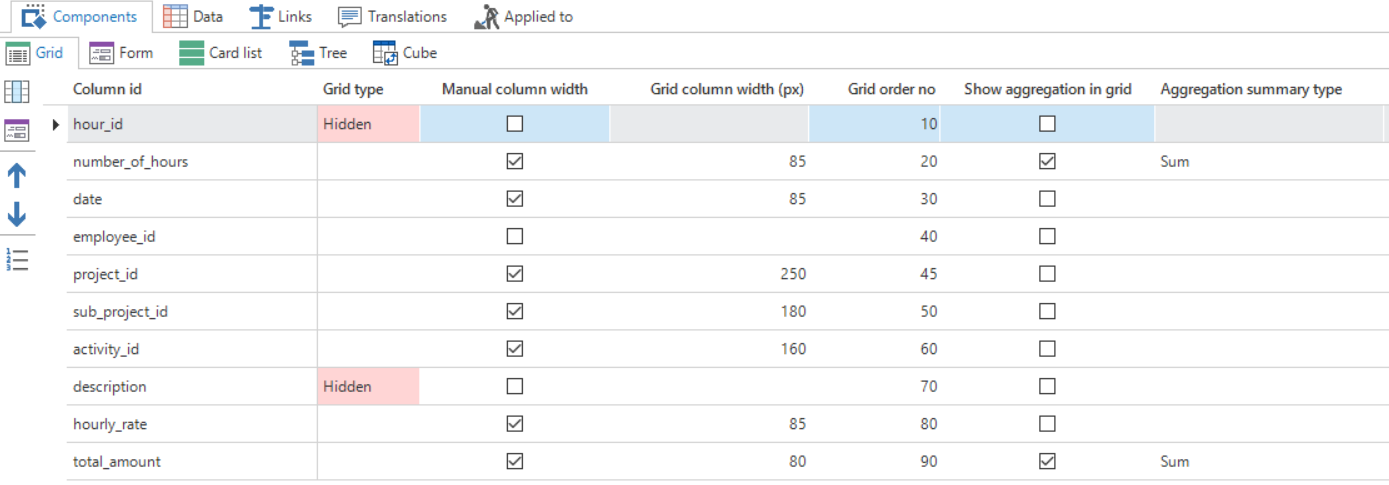 Components Data Links Translations Applied to
Grid Form Card list Tree Cube
Column id Grid type Manual column width Grid column width (px) Grid order no Show aggregation in grid Aggregation summary type
hour_id Hidden 10
number_of_hours 85 20 Sum
date 85 30
employee_id 40
project_id 250 45
sub_project_id 180 50
activity_id 160 60
description Hidden 70
hourly_rate 85 80
total_amount 80 90 Sum